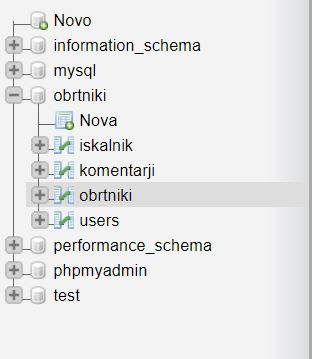 Novo
information_schema
mysql
obrtniki
Nova
iskalnik
komentarji
obrtniki
users
performance_schema
phpmyadmin
test